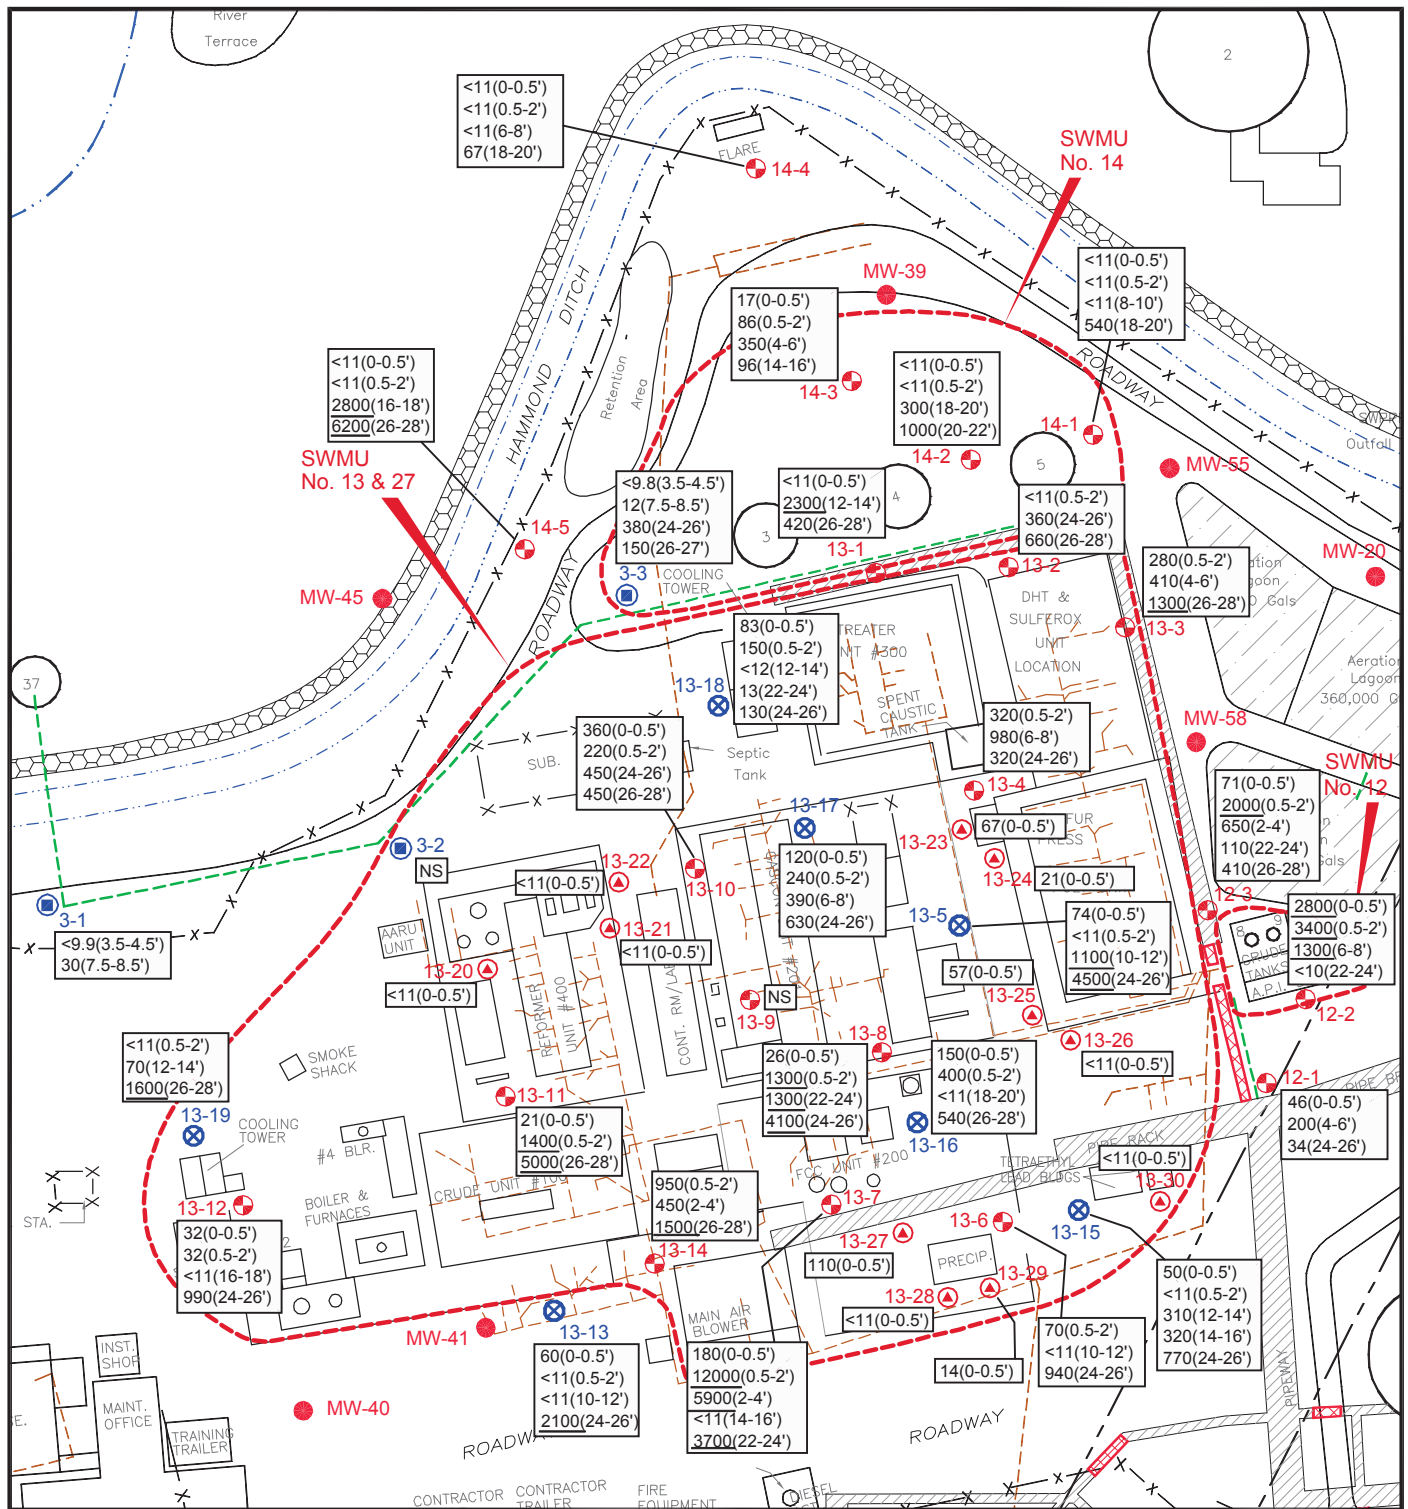 River
Terrace
2
<11(0-0.5')
<11(0.5-2')
<11(6-8')
67(18-20')
FLARE
14-4
SWMU
No. 14
HAMMOND DITCH
Retention
Area
MW-39
17(0-0.5')
86(0.5-2')
350(4-6')
96(14-16')
14-3
<11(0-0.5')
<11(0.5-2')
<11(8-10')
540(18-20')
ROADWAY
14-1
<11(0-0.5')
<11(0.5-2')
300(18-20')
1000(20-22')
14-2
5
MW-55
Outfall
<11(0-0.5')
<11(0.5-2')
2800(16-18')
6200(26-28')
SWMU
No. 13 & 27
14-5
MW-45
ROADWAY
<9.8(3.5-4.5')
12(7.5-8.5')
380(24-26')
150(26-27')
3-3
COOLING
TOWER
3
4
<11(0-0.5')
2300(12-14')
420(26-28')
13-1
<11(0.5-2')
360(24-26')
660(26-28')
13-2
280(0.5-2')
410(4-6')
1300(26-28')
13-3
MW-20
Gals
Aeration
Lagoon
360,000 G
DHT &
SULFEROX
UNIT
LOCATION
TREATER
UNIT #300
83(0-0.5')
150(0.5-2')
<12(12-14')
13(22-24')
130(24-26')
13-18
SPENT
CAUSTIC
TANK
37
MW-58
360(0-0.5')
220(0.5-2')
450(24-26')
450(26-28')
SUB.
Septic
Tank
320(0.5-2')
980(6-8')
320(24-26')
13-4
SWMU
No. 12
71(0-0.5')
2000(0.5-2')
650(2-4')
110(22-24')
410(26-28')
12-3
3-2
NS
13-22
<11(0-0.5')
13-10
13-17
120(0-0.5')
240(0.5-2')
390(6-8')
630(24-26')
13-23
67(0-0.5')
PRESS
13-24
21(0-0.5')
13-5
74(0-0.5')
<11(0.5-2')
1100(10-12')
4500(24-26')
2800(0-0.5')
3400(0.5-2')
1300(6-8')
<10(22-24')
8
9
CRUDE
TANKS
A.P.I.
12-2
3-1
<9.9(3.5-4.5')
30(7.5-8.5')
AARU
UNIT
13-21
<11(0-0.5')
13-20
<11(0-0.5')
REFORMER
UNIT #400
CONT. RM/LAB
NS
13-9
57(0-0.5')
13-25
13-26
<11(0-0.5')
12-1
46(0-0.5')
200(4-6')
34(24-26')
<11(0.5-2')
70(12-14')
1600(26-28')
13-19
SMOKE
SHACK
COOLING
TOWER
13-11
21(0-0.5')
1400(0.5-2')
5000(26-28')
13-8
26(0-0.5')
1300(0.5-2')
1300(22-24')
4100(24-26')
150(0-0.5')
400(0.5-2')
<11(18-20')
540(26-28')
13-16
PIPE RACK
TETRAETHYL
LEAD BLDGS
<11(0-0.5')
13-30
#4 BLR.
CRUDE UNIT #100
FCC UNIT #200
BOILER &
FURNACES
STA.
13-12
32(0-0.5')
32(0.5-2')
<11(16-18')
990(24-26')
950(0.5-2')
450(2-4')
1500(26-28')
13-14
13-7
13-27
110(0-0.5')
13-6
13-15
PRECIP.
13-29
13-28
<11(0-0.5')
50(0-0.5')
<11(0.5-2')
310(12-14')
320(14-16')
770(24-26')
MW-41
13-13
60(0-0.5')
<11(0.5-2')
<11(10-12')
2100(24-26')
MAIN AIR
BLOWER
180(0-0.5')
12000(0.5-2')
5900(2-4')
<11(14-16')
3700(22-24')
14(0-0.5')
70(0.5-2')
<11(10-12')
940(24-26')
PIPEWAY
INST.
SHOP
MAINT.
OFFICE
TRAINING
TRAILER
MW-40
ROADWAY
ROADWAY
CONTRACTOR
CONTRACTOR
TRAILER
FIRE
EQUIPMENT
DIESEL